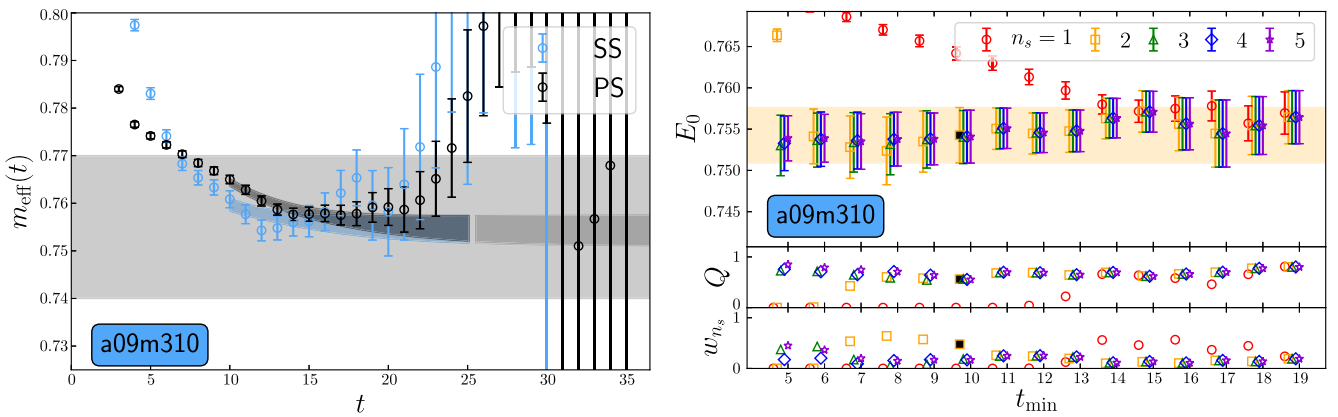 0.80
0.79
0.78
0.77
0.76
0.75
0.74
0.73
m_eff(t)
SS
PS
a09m310
0 5 10 15 20 25 30 35
t
0.765
0.760
0.755
0.750
0.745
E_0
n_s = 1 2 3 4 5
a09m310
1
0
Q
1
0
w_{n_s}
5 6 7 8 9 10 11 12 13 14 15 16 17 18 19
t_min